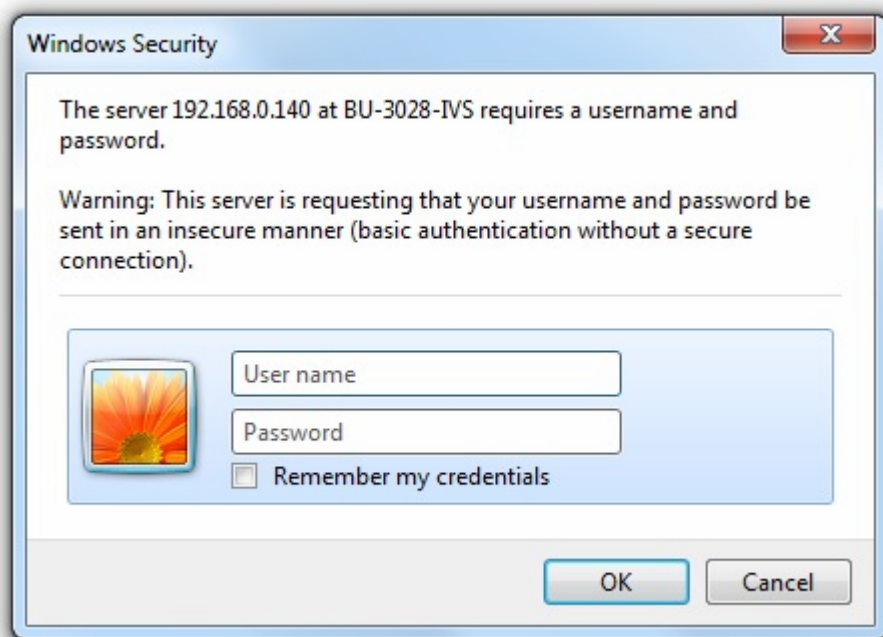 Windows Security
The server 192.168.0.140 at BU-3028-IVS requires a username and
password.
Warning: This server is requesting that your username and password be
sent in an insecure manner (basic authentication without a secure
connection).
User name
Password
Remember my credentials
OK
Cancel